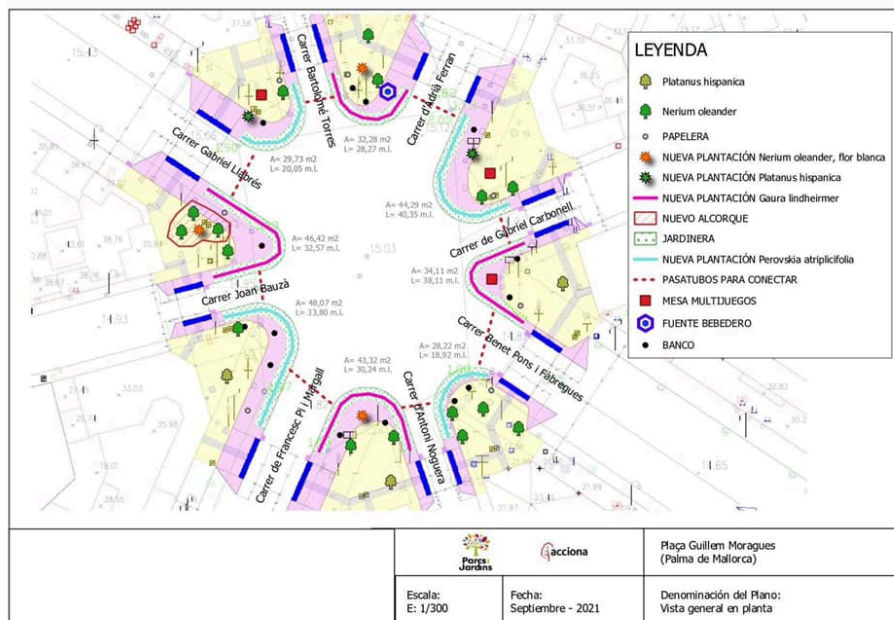 Carrer Bartolomé Torres
Carrer d'Adrià Ferran
Carrer Gabriel Llabrés
A= 29,73 m2
L= 20,05 m.l.
A= 32,28 m2
L= 28,27 m.l.
A= 44,29 m2
L= 40,35 m.l.
Carrer de Gabriel Carbonell
A= 46,42 m2
L= 32,57 m.l.
15.03
A= 34,11 m2
L= 38,11 m.l.
Carrer Joan Bauzà
A= 48,07 m2
L= 33,80 m.l.
Carrer Benet Pons i Fabregues
A= 28,22 m2
L= 18,92 m.l.
A= 43,32 m2
L= 30,24 m.l.
Carrer de Francesc Pi i Margall
Carrer d'Antoni Noguera
14.93
14.65
LEYENDA
Platanus hispanica
Nerium oleander
PAPELERA
NUEVA PLANTACIÓN Nerium oleander, flor blanca
NUEVA PLANTACIÓN Platanus hispanica
NUEVA PLANTACIÓN Gaura lindheirmer
NUEVO ALCORQUE
JARDINERA
NUEVA PLANTACIÓN Perovskia atriplicifolia
PASATUBOS PARA CONECTAR
MESA MULTIJUEGOS
FUENTE BEBEDERO
BANCO
Parcs i
Jardins
acciona
Plaça Guillem Moragues
(Palma de Mallorca)
Escala:
E: 1/300
Fecha:
Septiembre - 2021
Denominación del Plano:
Vista general en planta